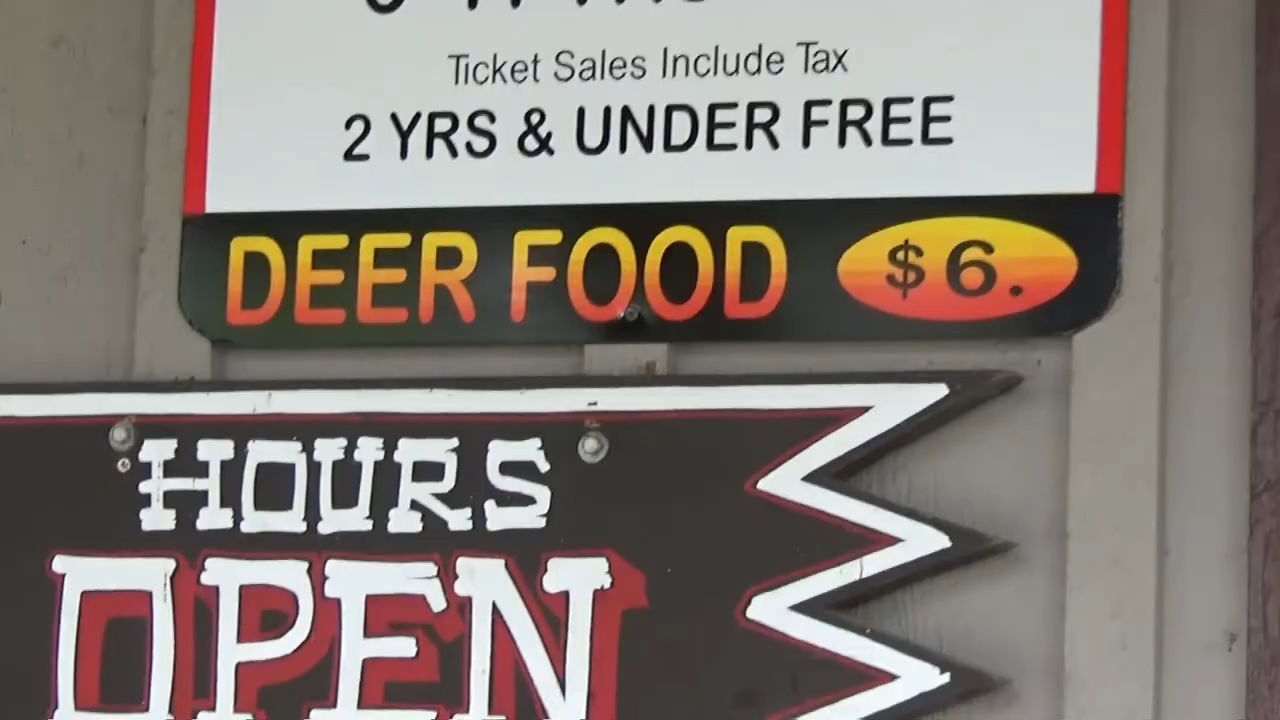 Ticket Sales Include Tax
2 YRS & UNDER FREE
DEER FOOD $6.
HOURS
OPEN